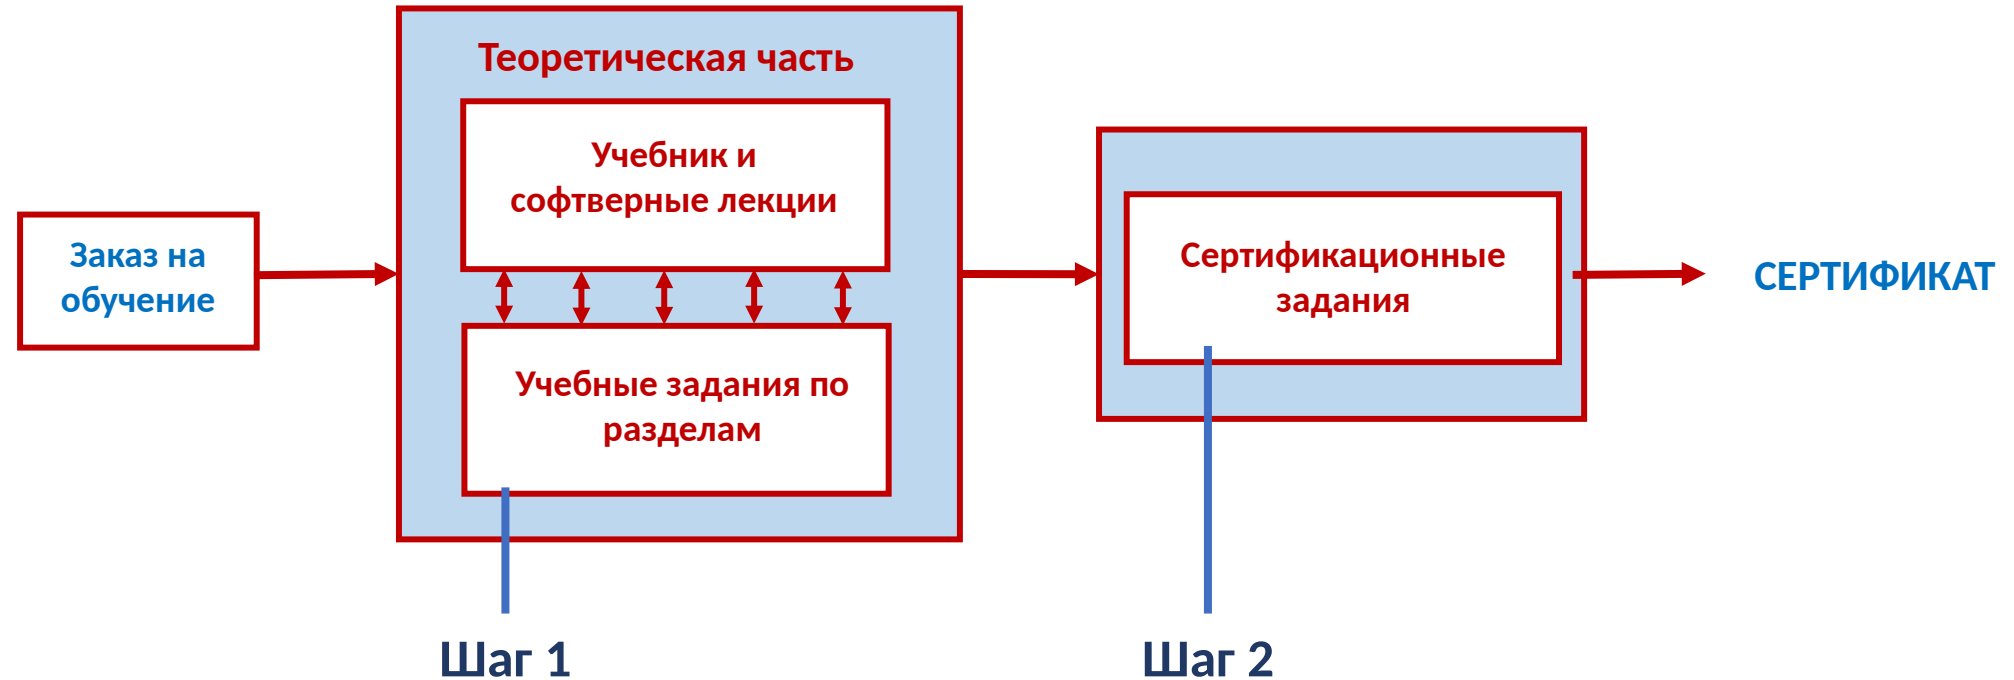 Теоретическая часть
Учебник и
софтверные лекции
Заказ на
обучение
Сертификационные
задания
СЕРТИФИКАТ
Учебные задания по
разделам
Шаг 1
Шаг 2